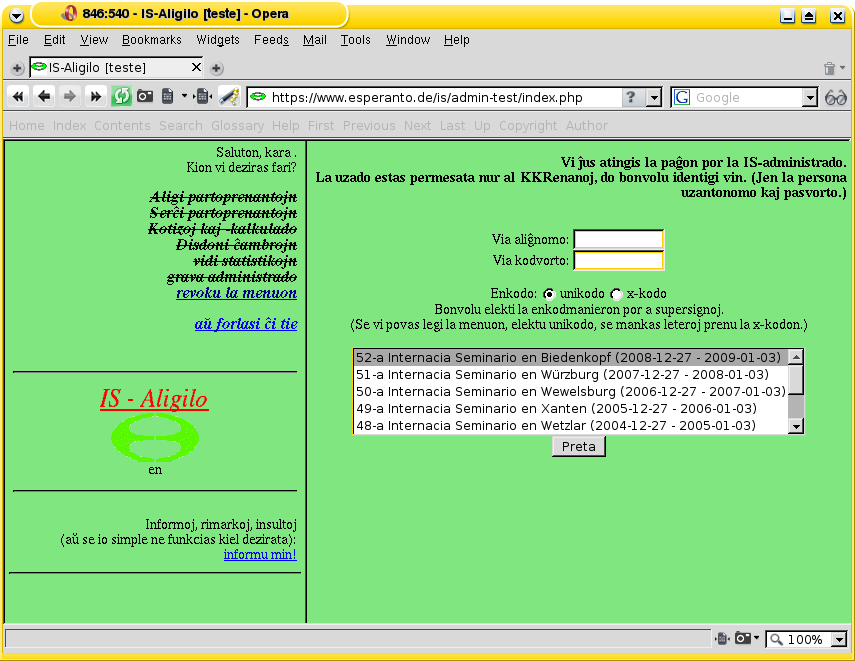 846:540 - IS-Aligilo [teste] - Opera
File Edit View Bookmarks Widgets Feeds Mail Tools Window Help
IS-Aligilo [teste]
https://www.esperanto.de/is/admin-test/index.php ? G Google
Home Index Contents Search Glossary Help First Previous Next Last Up Copyright Author
Saluton, kara .
Kion vi deziras fari?
Aligi partoprenantojn
Serĉi partoprenantojn
Kotizoj kaj -kalkulado
Disdoni ĉambrojn
vidi statistikojn
grava administrado
revoku la menuon
aŭ forlasi ĉi tie
IS - Aligilo
en
Informoj, rimarkoj, insultoj
(aŭ se io simple ne funkcias kiel dezirata):
informu min!
Vi ĵus atingis la paĝon por la IS-administrado.
La uzado estas permesata nur al KKRenanoj, do bonvolu identigi vin. (Jen la persona
uzantonomo kaj pasvorto.)
Via aliĝnomo:
Via kodvorto:
Enkodo: unikodo x-kodo
Bonvolu elekti la enkodmanieron por a supersignoj.
(Se vi povas legi la menuon, elektu unikodo, se mankas leteroj prenu la x-kodon.)
52-a Internacia Seminario en Biedenkopf (2008-12-27 - 2009-01-03)
51-a Internacia Seminario en Würzburg (2007-12-27 - 2008-01-03)
50-a Internacia Seminario en Wewelsburg (2006-12-27 - 2007-01-03)
49-a Internacia Seminario en Xanten (2005-12-27 - 2006-01-03)
48-a Internacia Seminario en Wetzlar (2004-12-27 - 2005-01-03)
Preta
100%